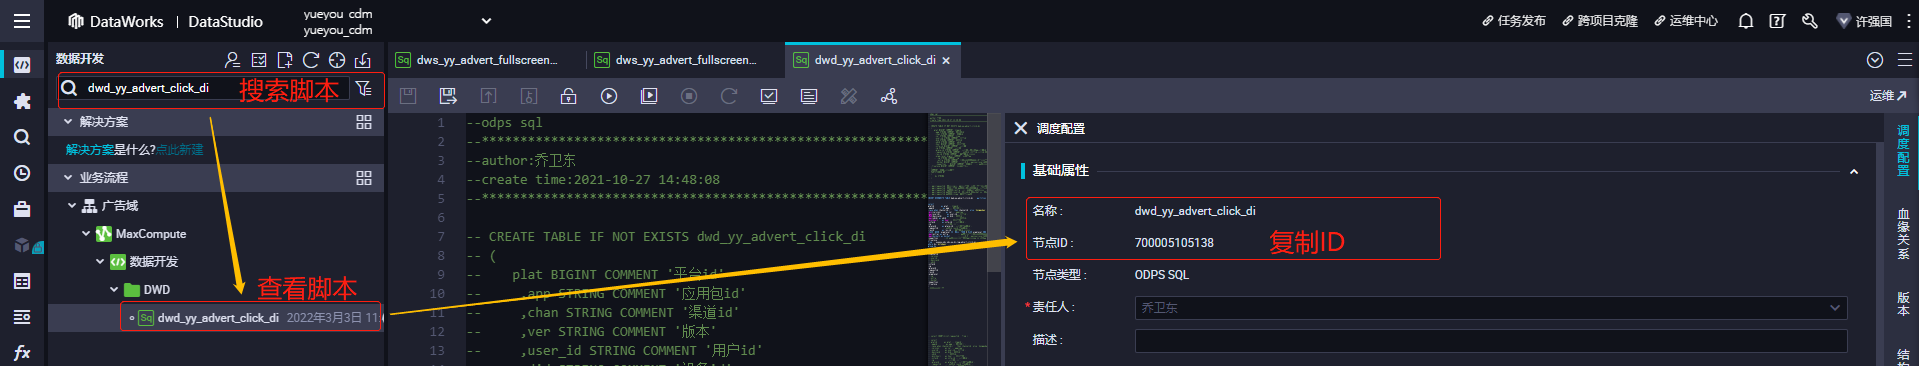 DataWorks | DataStudio
yueyou_cdm
yueyou_cdm
任务发布
跨项目克隆
运维中心
许强国
数据开发
dwd_yy_advert_click_di
搜索脚本
解决方案
解决方案是什么?点此新建
业务流程
广告域
MaxCompute
数据开发
DWD
查看脚本
dwd_yy_advert_click_di 2022年3月3日 11
dws_yy_advert_fullscreen...
dws_yy_advert_fullscreen...
dwd_yy_advert_click_di
运维
1 --odps sql
2 --************************************************************
3 --author:乔卫东
4 --create time:2021-10-27 14:48:08
5 --************************************************************
6
7 -- CREATE TABLE IF NOT EXISTS dwd_yy_advert_click_di
8 -- (
9 -- plat BIGINT COMMENT '平台id'
10 -- ,app STRING COMMENT '应用包id'
11 -- ,chan STRING COMMENT '渠道id'
12 -- ,ver STRING COMMENT '版本'
13 -- ,user_id STRING COMMENT '用户id'
调度配置
基础属性
名称 : dwd_yy_advert_click_di
节点ID : 700005105138
复制ID
节点类型 : ODPS SQL
* 责任人 : 乔卫东
描述 :
调度配置
血缘关系
版本
fx